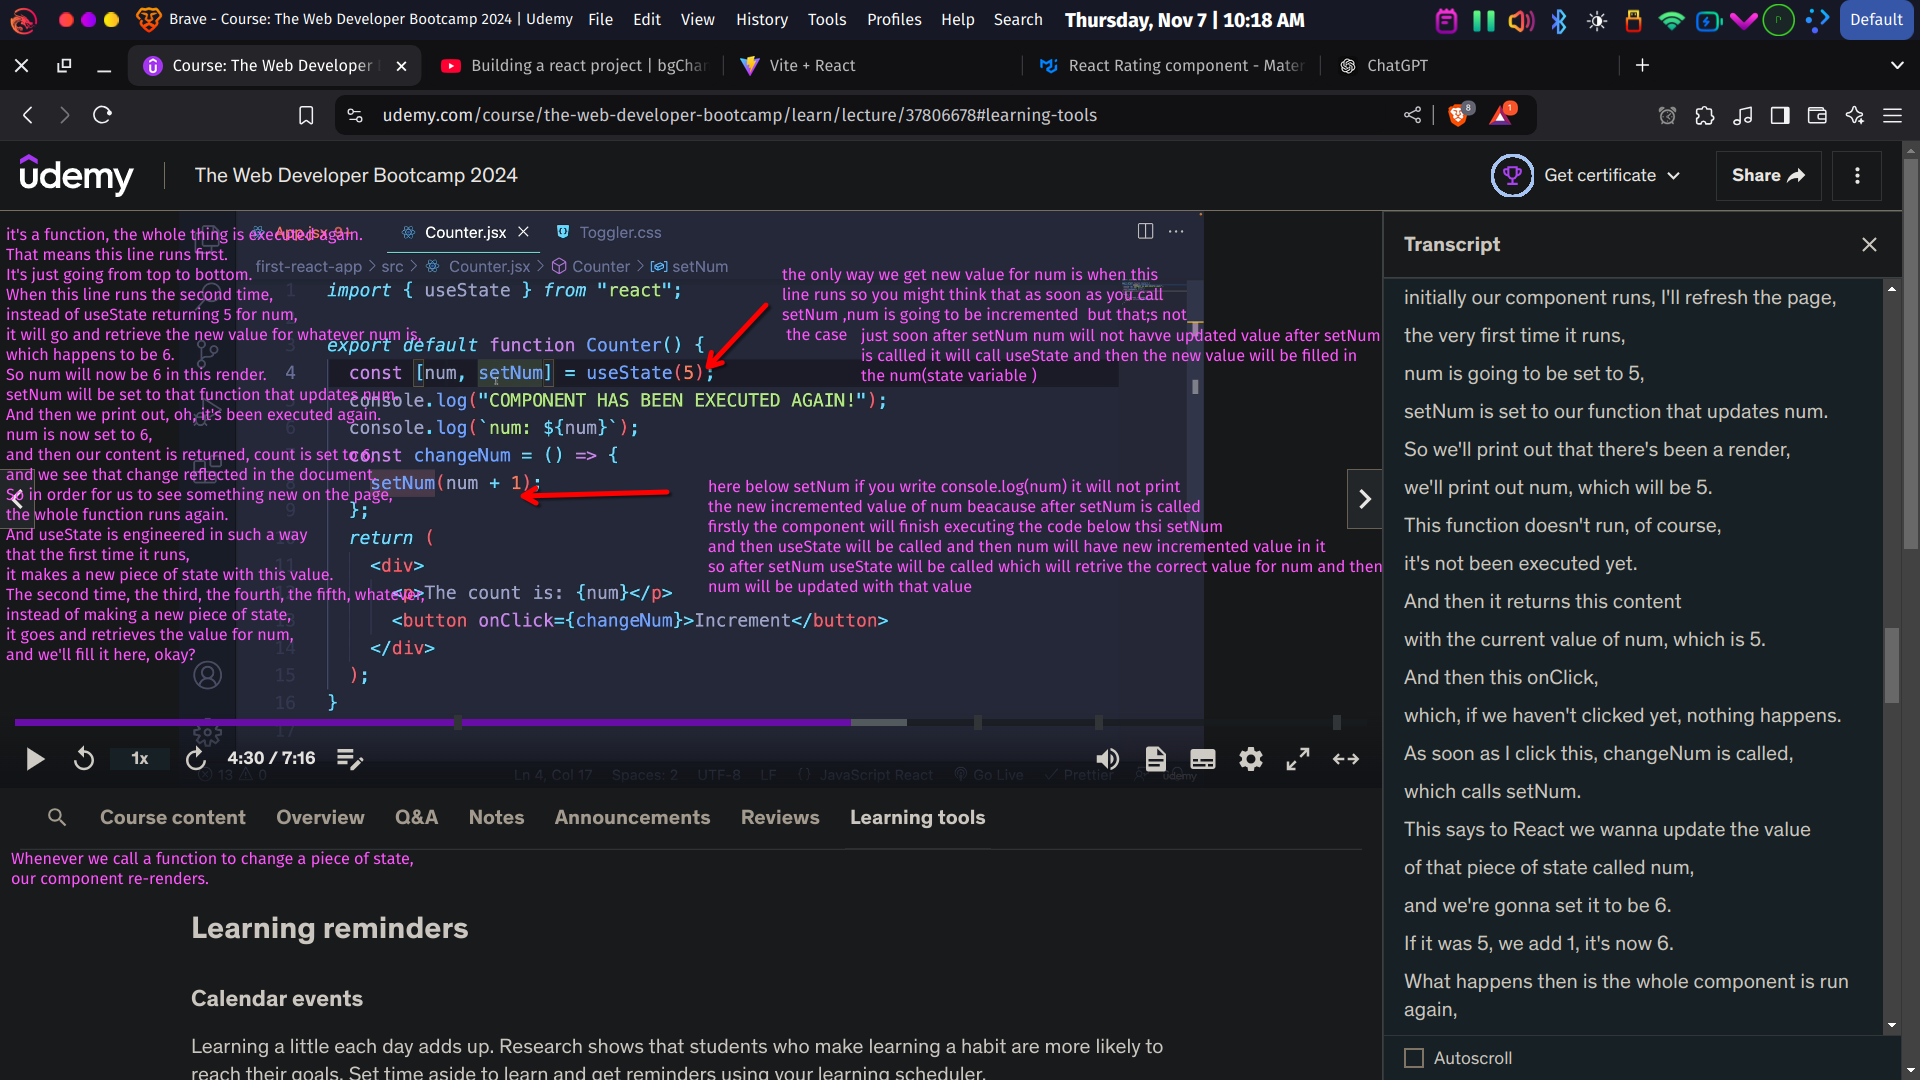 Brave - Course: The Web Developer Bootcamp 2024 | Udemy File Edit View History Tools Profiles Help Search Thursday, Nov 7 | 10:18 AM Default
Course: The Web Developer Building a react project | bgChan Vite + React React Rating component - Mater ChatGPT
udemy.com/course/the-web-developer-bootcamp/learn/lecture/37806678#learning-tools 8 1
udemy The Web Developer Bootcamp 2024 Get certificate Share
it's a function, the whole thing is executed again.
That means this line runs first.
It's just going from top to bottom.
When this line runs the second time,
instead of useState returning 5 for num,
it will go and retrieve the new value for whatever num is,
which happens to be 6.
So num will now be 6 in this render.
setNum will be set to that function that updates num.
And then we print out, oh, it's been executed again.
num is now set to 6,
and then our content is returned, count is set to 6,
and we see that change reflected in the document.
So in order for us to see something new on the page,
the whole function runs again.
And useState is engineered in such a way
that the first time it runs,
it makes a new piece of state with this value.
The second time, the third, the fourth, the fifth, whatever,
instead of making a new piece of state,
it goes and retrieves the value for num,
and we'll fill it here, okay?
App.jsx 9+ Counter.jsx Toggler.css
first-react-app > src > Counter.jsx > Counter > setNum
1 import { useState } from "react";
export default function Counter() {
4 const [num, setNum] = useState(5);
console.log("COMPONENT HAS BEEN EXECUTED AGAIN!");
6 console.log(`num: ${num}`);
const changeNum = () => {
8 setNum(num + 1);
9 };
return (
11 <div>
<p>The count is: {num}</p>
<button onClick={changeNum}>Increment</button>
14 </div>
15 );
16 }
17
the only way we get new value for num is when this
line runs so you might think that as soon as you call
setNum ,num is going to be incremented but that;s not
the case
just soon after setNum num will not havve updated value after setNum
is callled it will call useState and then the new value will be filled in
the num(state variable )
here below setNum if you write console.log(num) it will not print
the new incremented value of num beacause after setNum is called
firstly the component will finish executing the code below thsi setNum
and then useState will be called and then num will have new incremented value in it
so after setNum useState will be called which will retrive the correct value for num and then
num will be updated with that value
1x 4:30 / 7:16
13 0 Ln 4, Col 17 Spaces: 2 UTF-8 LF {} JavaScript React Go Live Prettier udemy
Course content Overview Q&A Notes Announcements Reviews Learning tools
Whenever we call a function to change a piece of state,
our component re-renders.
Learning reminders
Calendar events
Learning a little each day adds up. Research shows that students who make learning a habit are more likely to
reach their goals. Set time aside to learn and get reminders using your learning scheduler.
Transcript
initially our component runs, I'll refresh the page,
the very first time it runs,
num is going to be set to 5,
setNum is set to our function that updates num.
So we'll print out that there's been a render,
we'll print out num, which will be 5.
This function doesn't run, of course,
it's not been executed yet.
And then it returns this content
with the current value of num, which is 5.
And then this onClick,
which, if we haven't clicked yet, nothing happens.
As soon as I click this, changeNum is called,
which calls setNum.
This says to React we wanna update the value
of that piece of state called num,
and we're gonna set it to be 6.
If it was 5, we add 1, it's now 6.
What happens then is the whole component is run
again,
Autoscroll